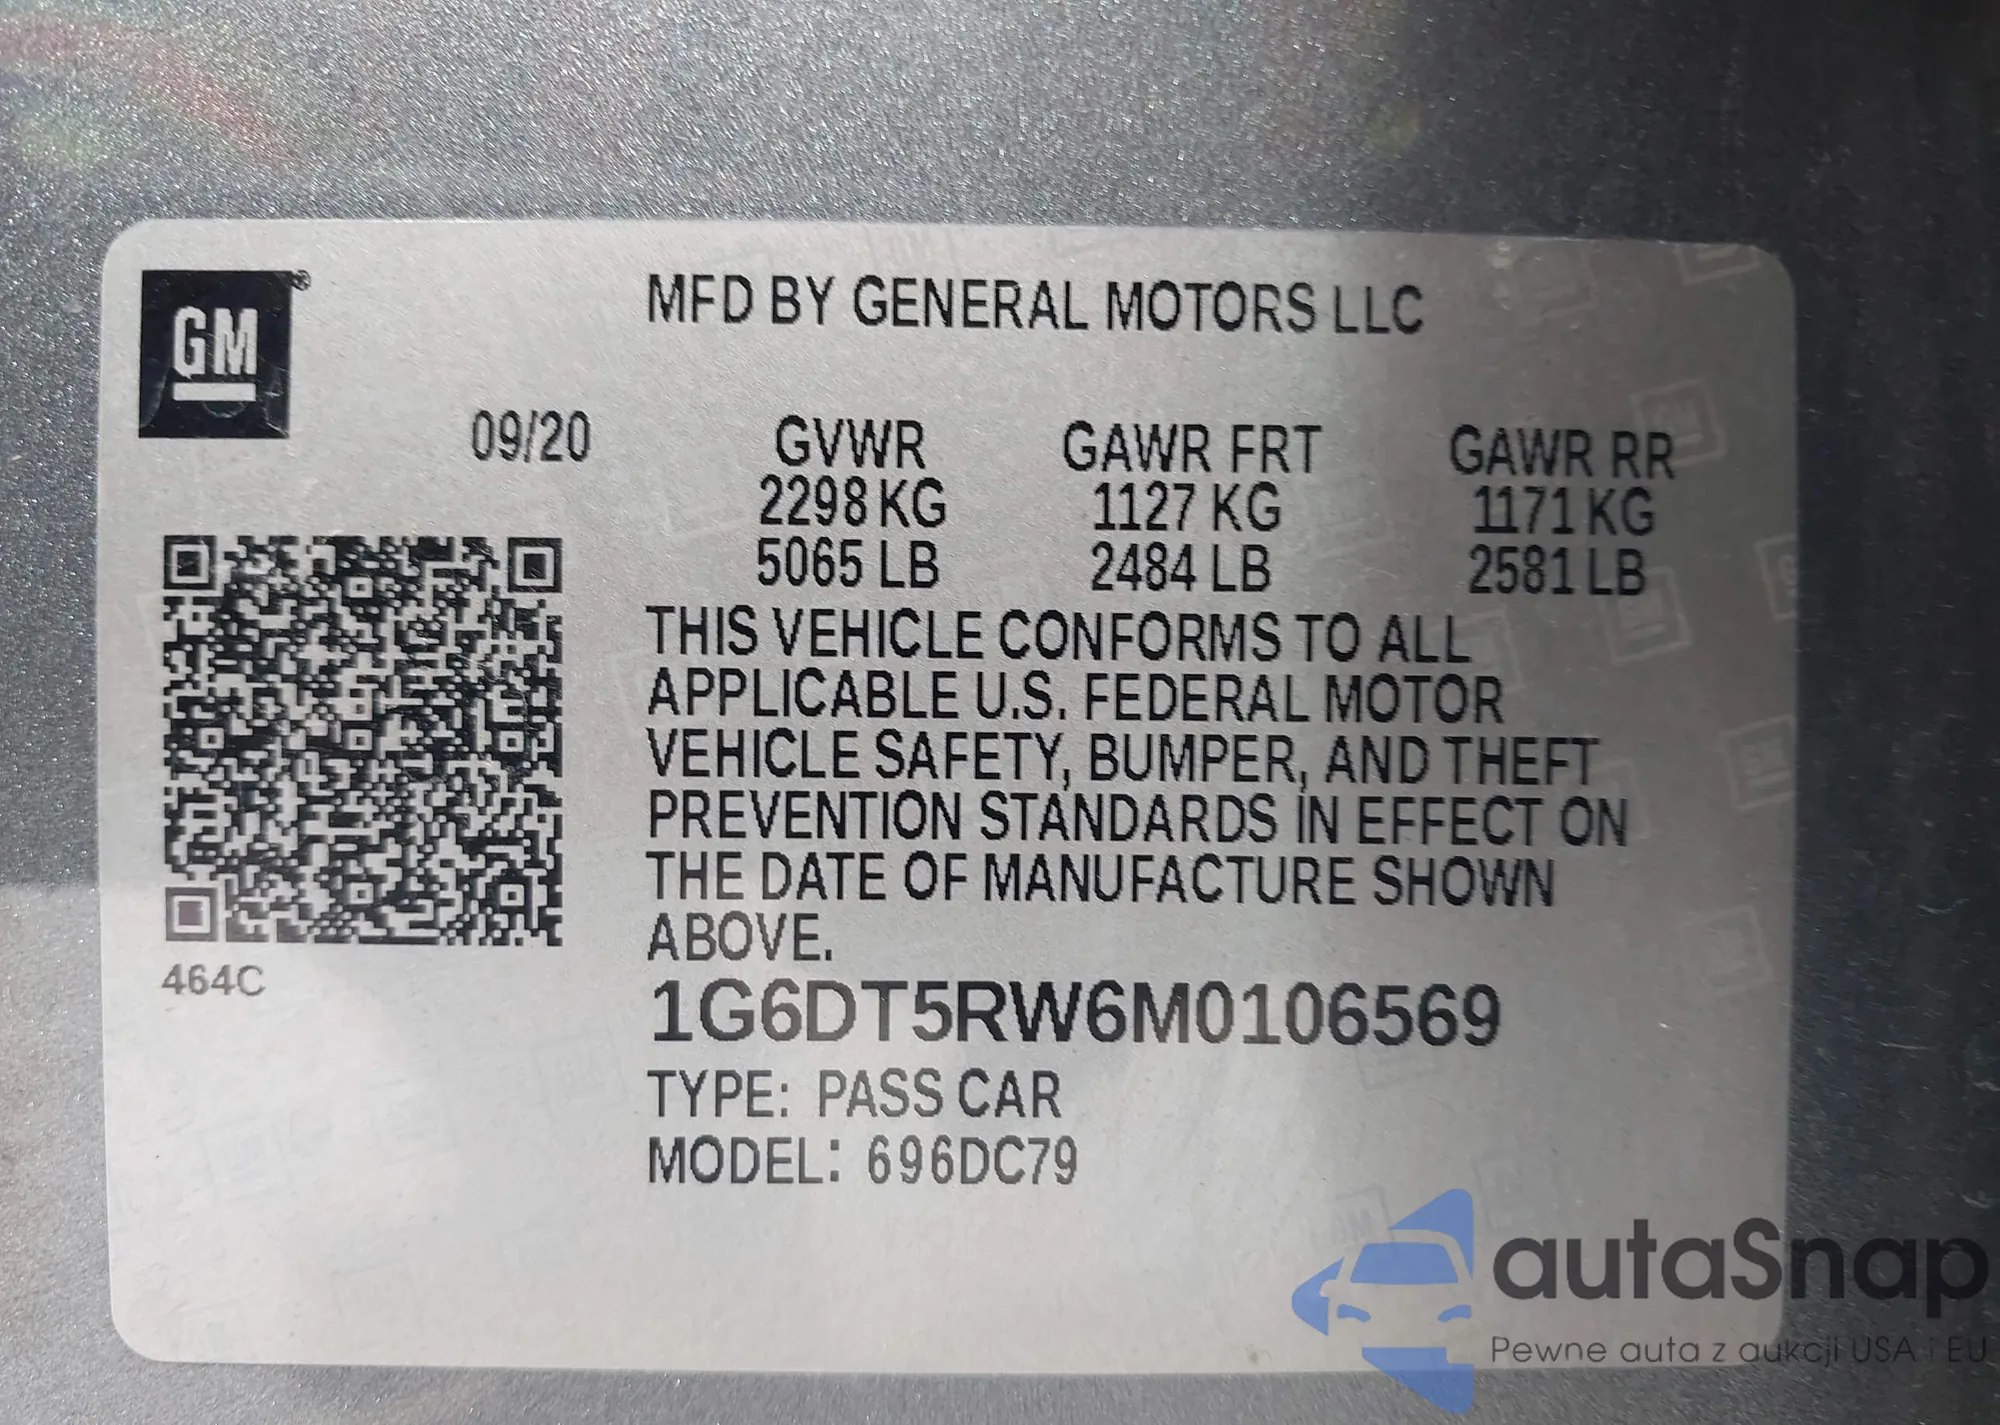 GM®
MFD BY GENERAL MOTORS LLC
09/20 GVWR GAWR FRT GAWR RR
2298 KG 1127 KG 1171 KG
5065 LB 2484 LB 2581 LB
THIS VEHICLE CONFORMS TO ALL
APPLICABLE U.S. FEDERAL MOTOR
VEHICLE SAFETY, BUMPER, AND THEFT
PREVENTION STANDARDS IN EFFECT ON
THE DATE OF MANUFACTURE SHOWN
ABOVE.
464C
1G6DT5RW6M0106569
TYPE: PASS CAR
MODEL: 696DC79
autaSnap
Pewne auta z aukcji USA i EU